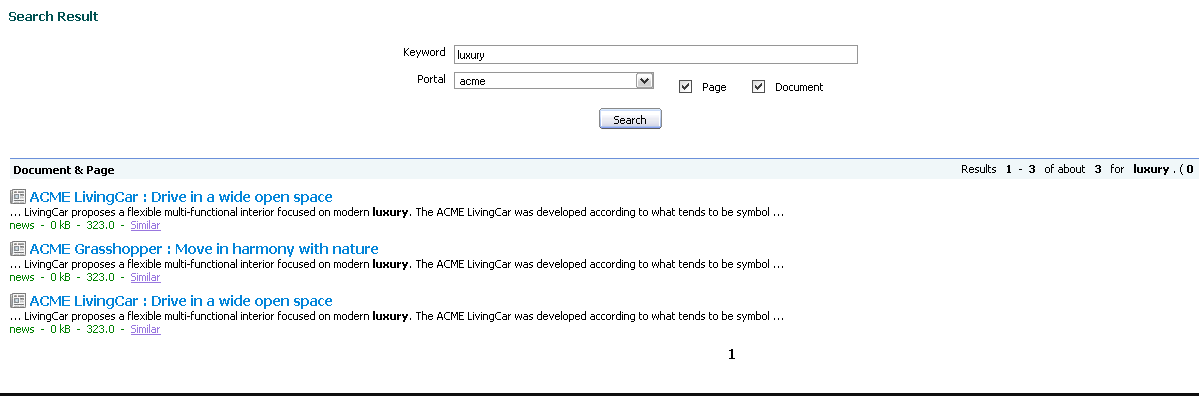 Search Result
Keyword luxury
Portal acme Page Document
Search
Document & Page Results 1 - 3 of about 3 for luxury . ( 0
ACME LivingCar : Drive in a wide open space
... LivingCar proposes a flexible multi-functional interior focused on modern luxury. The ACME LivingCar was developed according to what tends to be symbol ...
news - 0 kB - 323.0 - Similar
ACME Grasshopper : Move in harmony with nature
... LivingCar proposes a flexible multi-functional interior focused on modern luxury. The ACME LivingCar was developed according to what tends to be symbol ...
news - 0 kB - 323.0 - Similar
ACME LivingCar : Drive in a wide open space
... LivingCar proposes a flexible multi-functional interior focused on modern luxury. The ACME LivingCar was developed according to what tends to be symbol ...
news - 0 kB - 323.0 - Similar
1